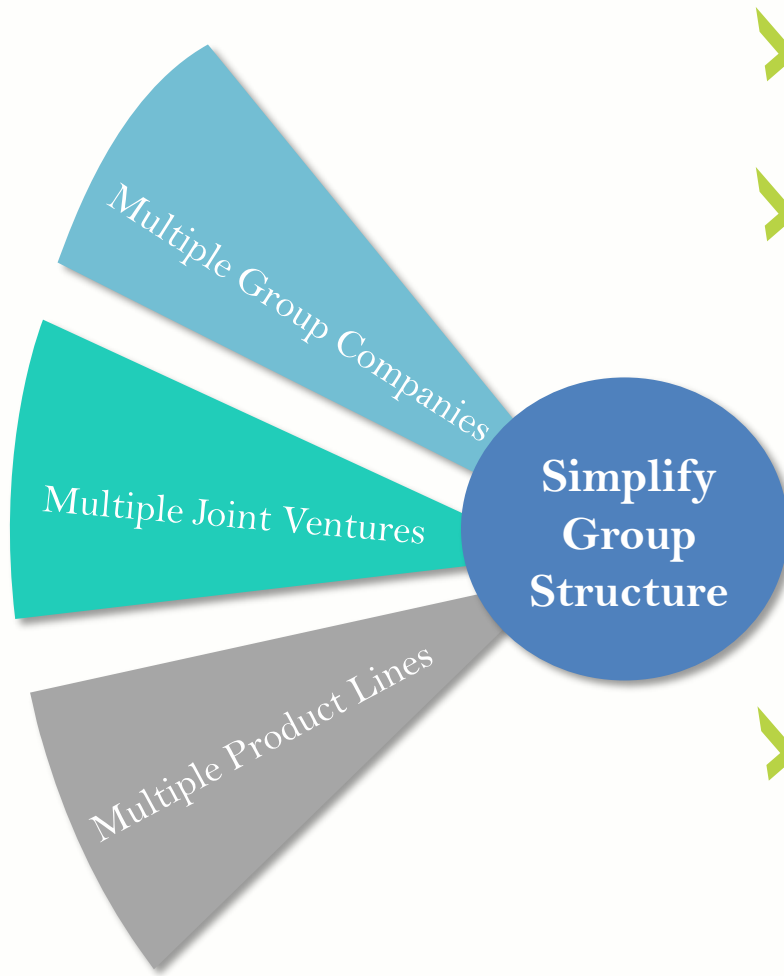 Multiple Group Companies
Multiple Joint Ventures
Multiple Product Lines
Simplify
Group
Structure